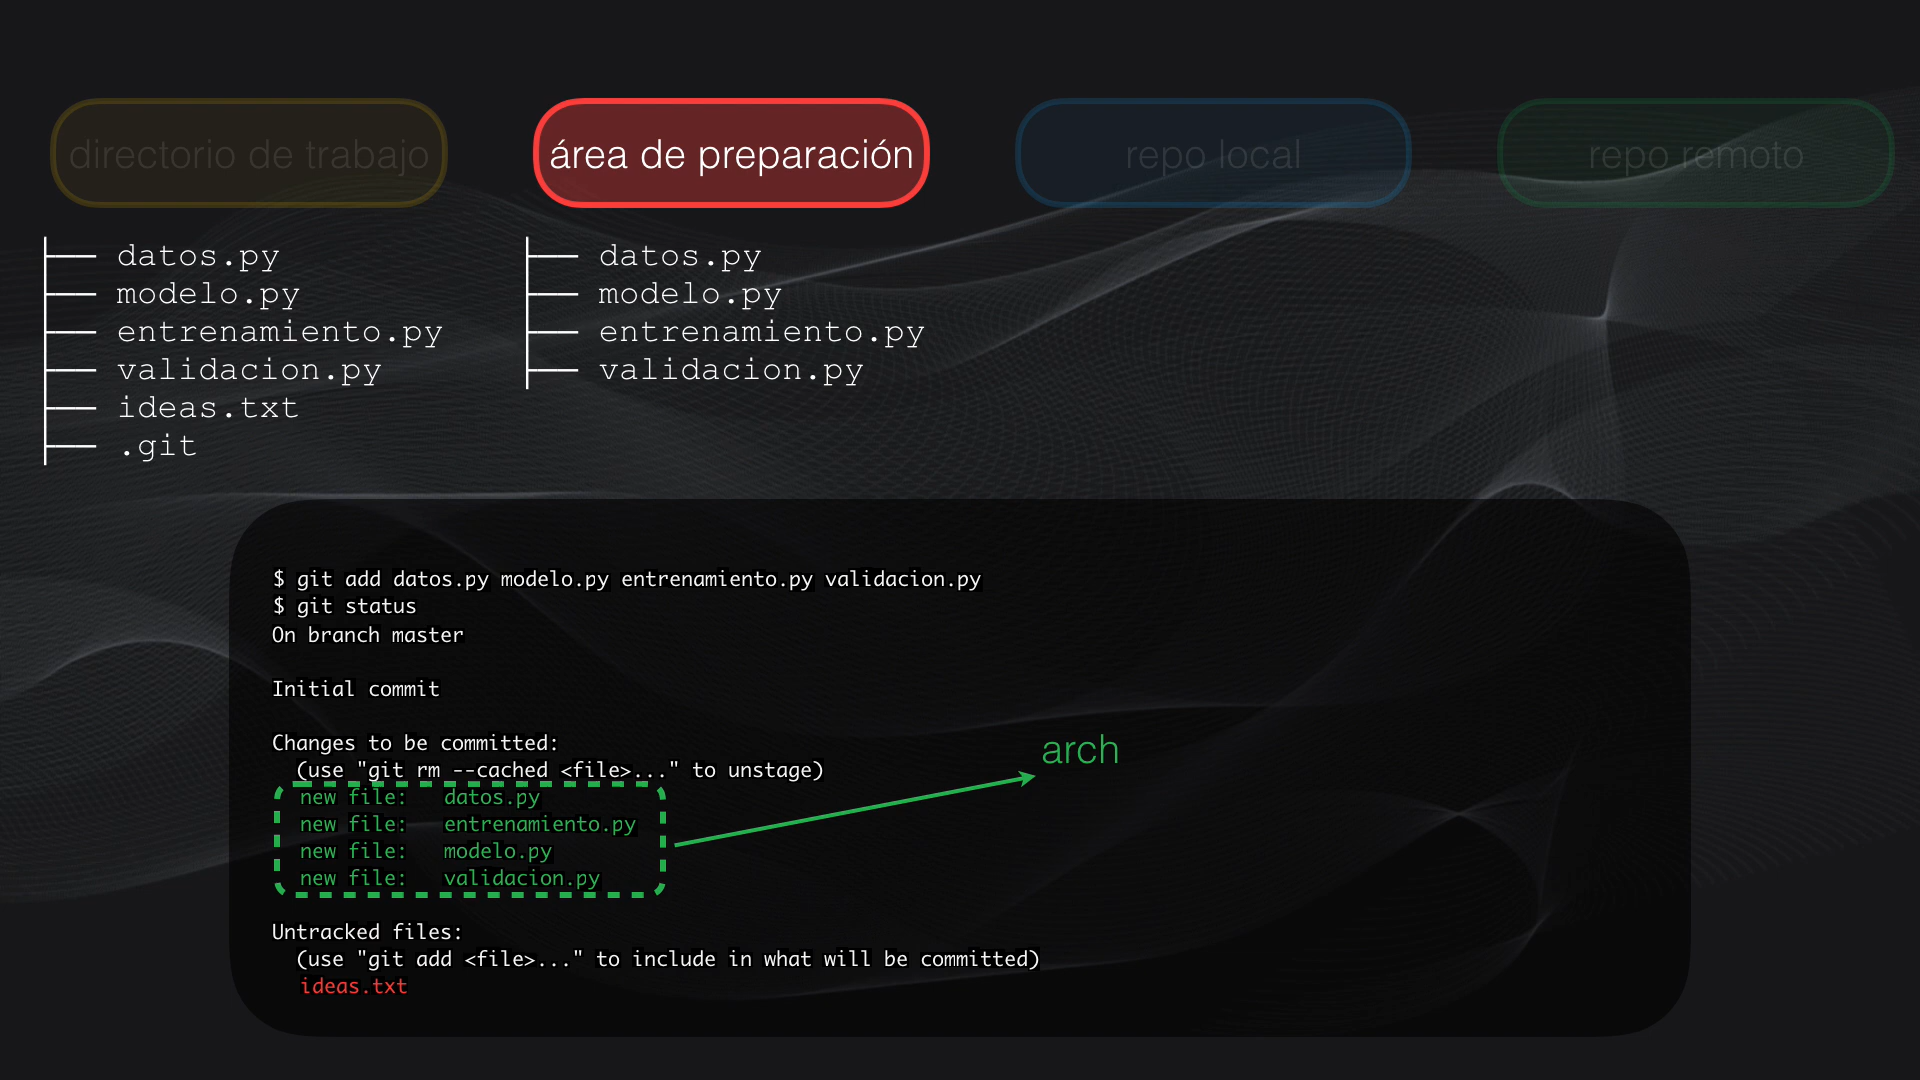 directorio de trabajo
área de preparación
repo local
repo remoto
datos.py
modelo.py
entrenamiento.py
validacion.py
ideas.txt
.git
datos.py
modelo.py
entrenamiento.py
validacion.py
$ git add datos.py modelo.py entrenamiento.py validacion.py
$ git status
On branch master
Initial commit
Changes to be committed:
(use "git rm --cached <file>..." to unstage)
new file: datos.py
new file: entrenamiento.py
new file: modelo.py
new file: validacion.py
arch
Untracked files:
(use "git add <file>..." to include in what will be committed)
ideas.txt